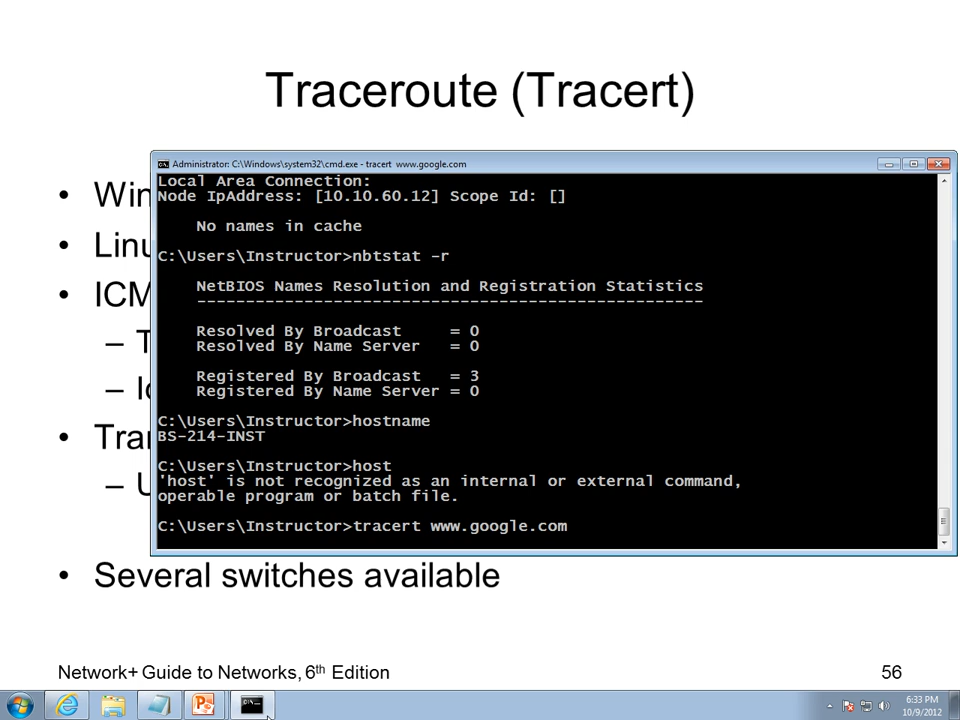 Traceroute (Tracert)
Administrator: C:\Windows\system32\cmd.exe - tracert www.google.com
Local Area Connection:
Node IpAddress: [10.10.60.12] Scope Id: []
No names in cache
C:\Users\Instructor>nbtstat -r
NetBIOS Names Resolution and Registration Statistics
----------------------------------------------------
Resolved By Broadcast     = 0
Resolved By Name Server   = 0
Registered By Broadcast   = 3
Registered By Name Server = 0
C:\Users\Instructor>hostname
BS-214-INST
C:\Users\Instructor>host
'host' is not recognized as an internal or external command,
operable program or batch file.
C:\Users\Instructor>tracert www.google.com
• Several switches available
Network+ Guide to Networks, 6th Edition
56
6:33 PM
10/9/2012